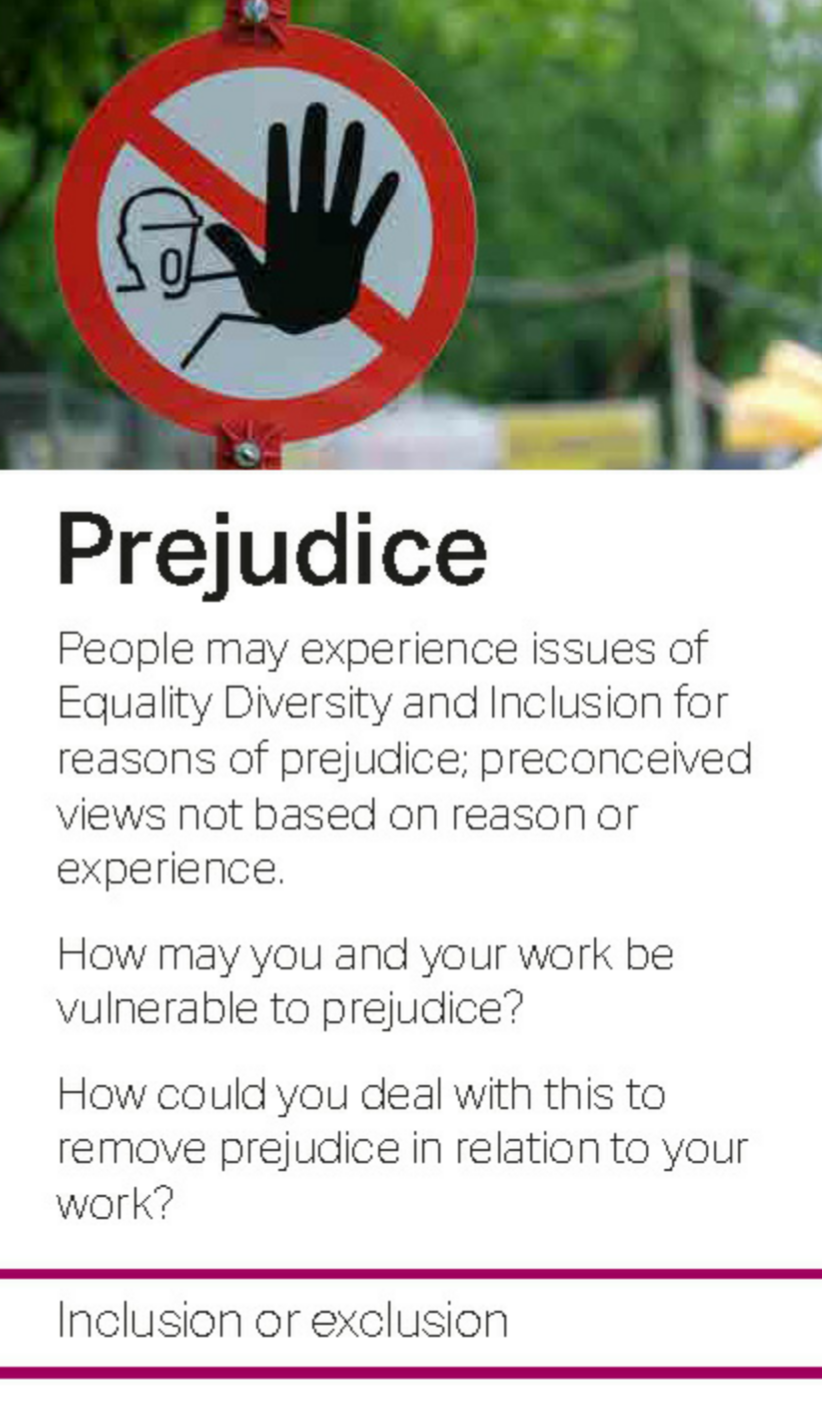 Prejudice
People may experience issues of
Equality Diversity and Inclusion for
reasons of prejudice; preconceived
views not based on reason or
experience.
How may you and your work be
vulnerable to prejudice?
How could you deal with this to
remove prejudice in relation to your
work?
Inclusion or exclusion